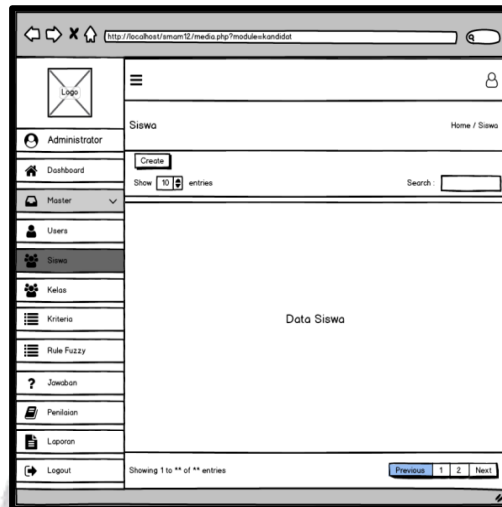 http://localhost/smam12/media.php?module=kandidat
Logo
Administrator
Dashboard
Master
Users
Siswa
Kelas
Kriteria
Rule Fuzzy
Jawaban
Penilaian
Laporan
Logout
Siswa
Home / Siswa
Create
Show 10 entries
Search :
Data Siswa
Showing 1 to ** of ** entries
Previous 1 2 Next